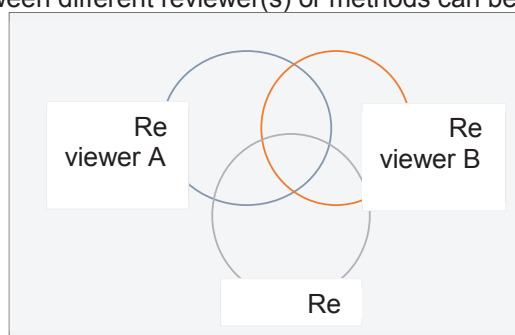 ween different reviewer(s) or methods can be
Re
viewer A
Re
viewer B
Re